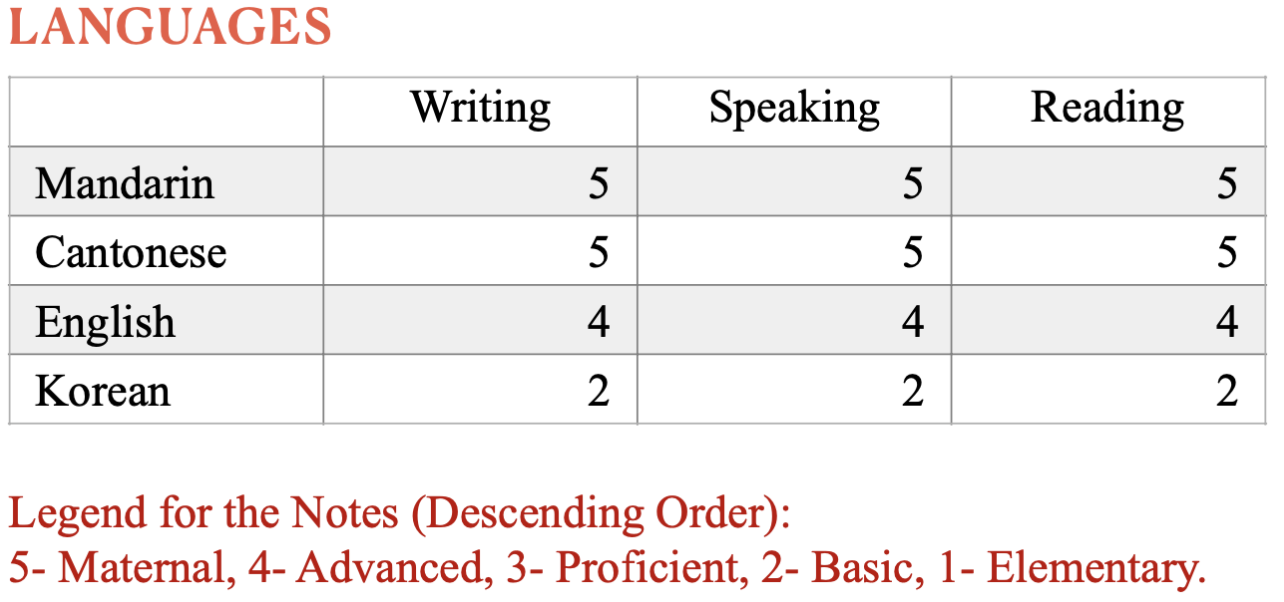 LANGUAGES
Writing Speaking Reading
Mandarin 5 5 5
Cantonese 5 5 5
English 4 4 4
Korean 2 2 2
Legend for the Notes (Descending Order):
5- Maternal, 4- Advanced, 3- Proficient, 2- Basic, 1- Elementary.